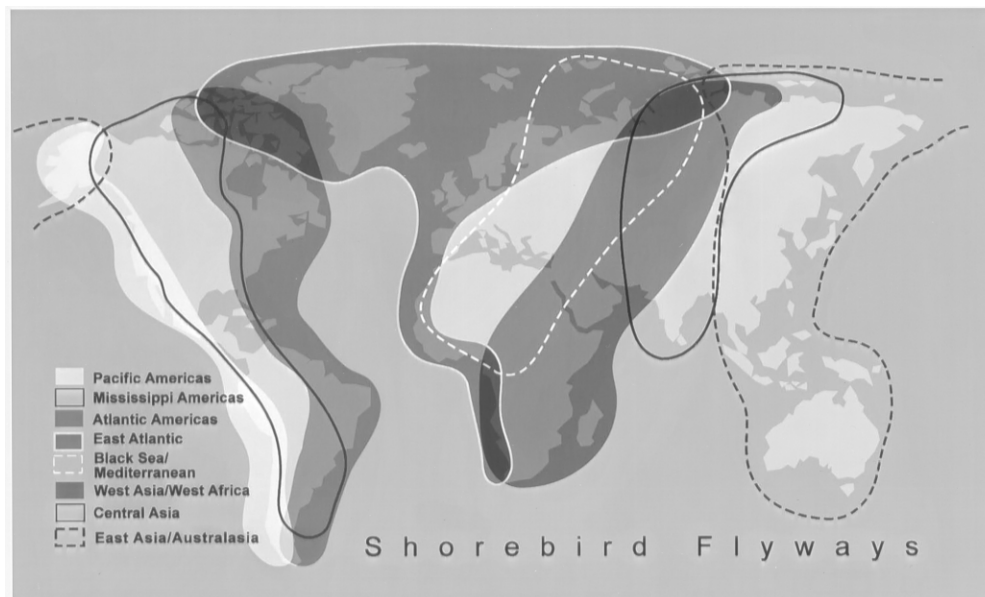 Pacific Americas
Mississippi Americas
Atlantic Americas
East Atlantic
Black Sea/
Mediterranean
West Asia/West Africa
Central Asia
East Asia/Australasia
Shorebird Flyways